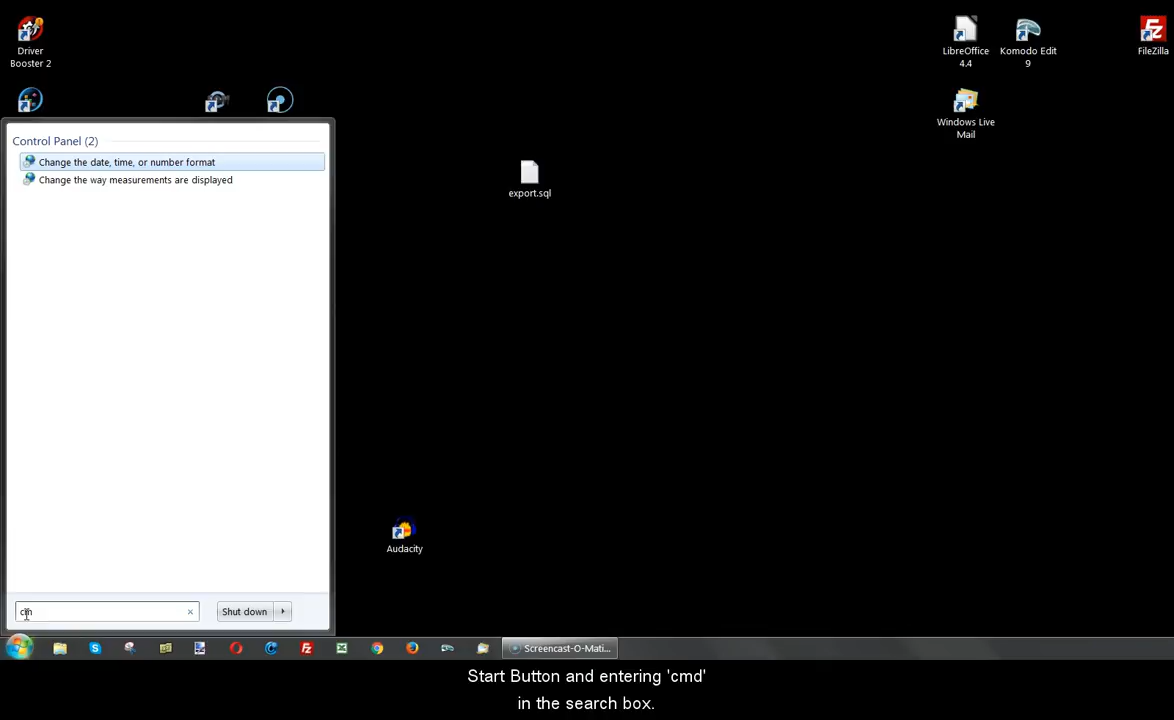 Driver
Booster 2
LibreOffice
4.4
Komodo Edit
9
FileZilla
Windows Live
Mail
Control Panel (2)
Change the date, time, or number format
Change the way measurements are displayed
export.sql
Audacity
Shut down
Screencast-O-Mati...
Start Button and entering 'cmd'
in the search box.